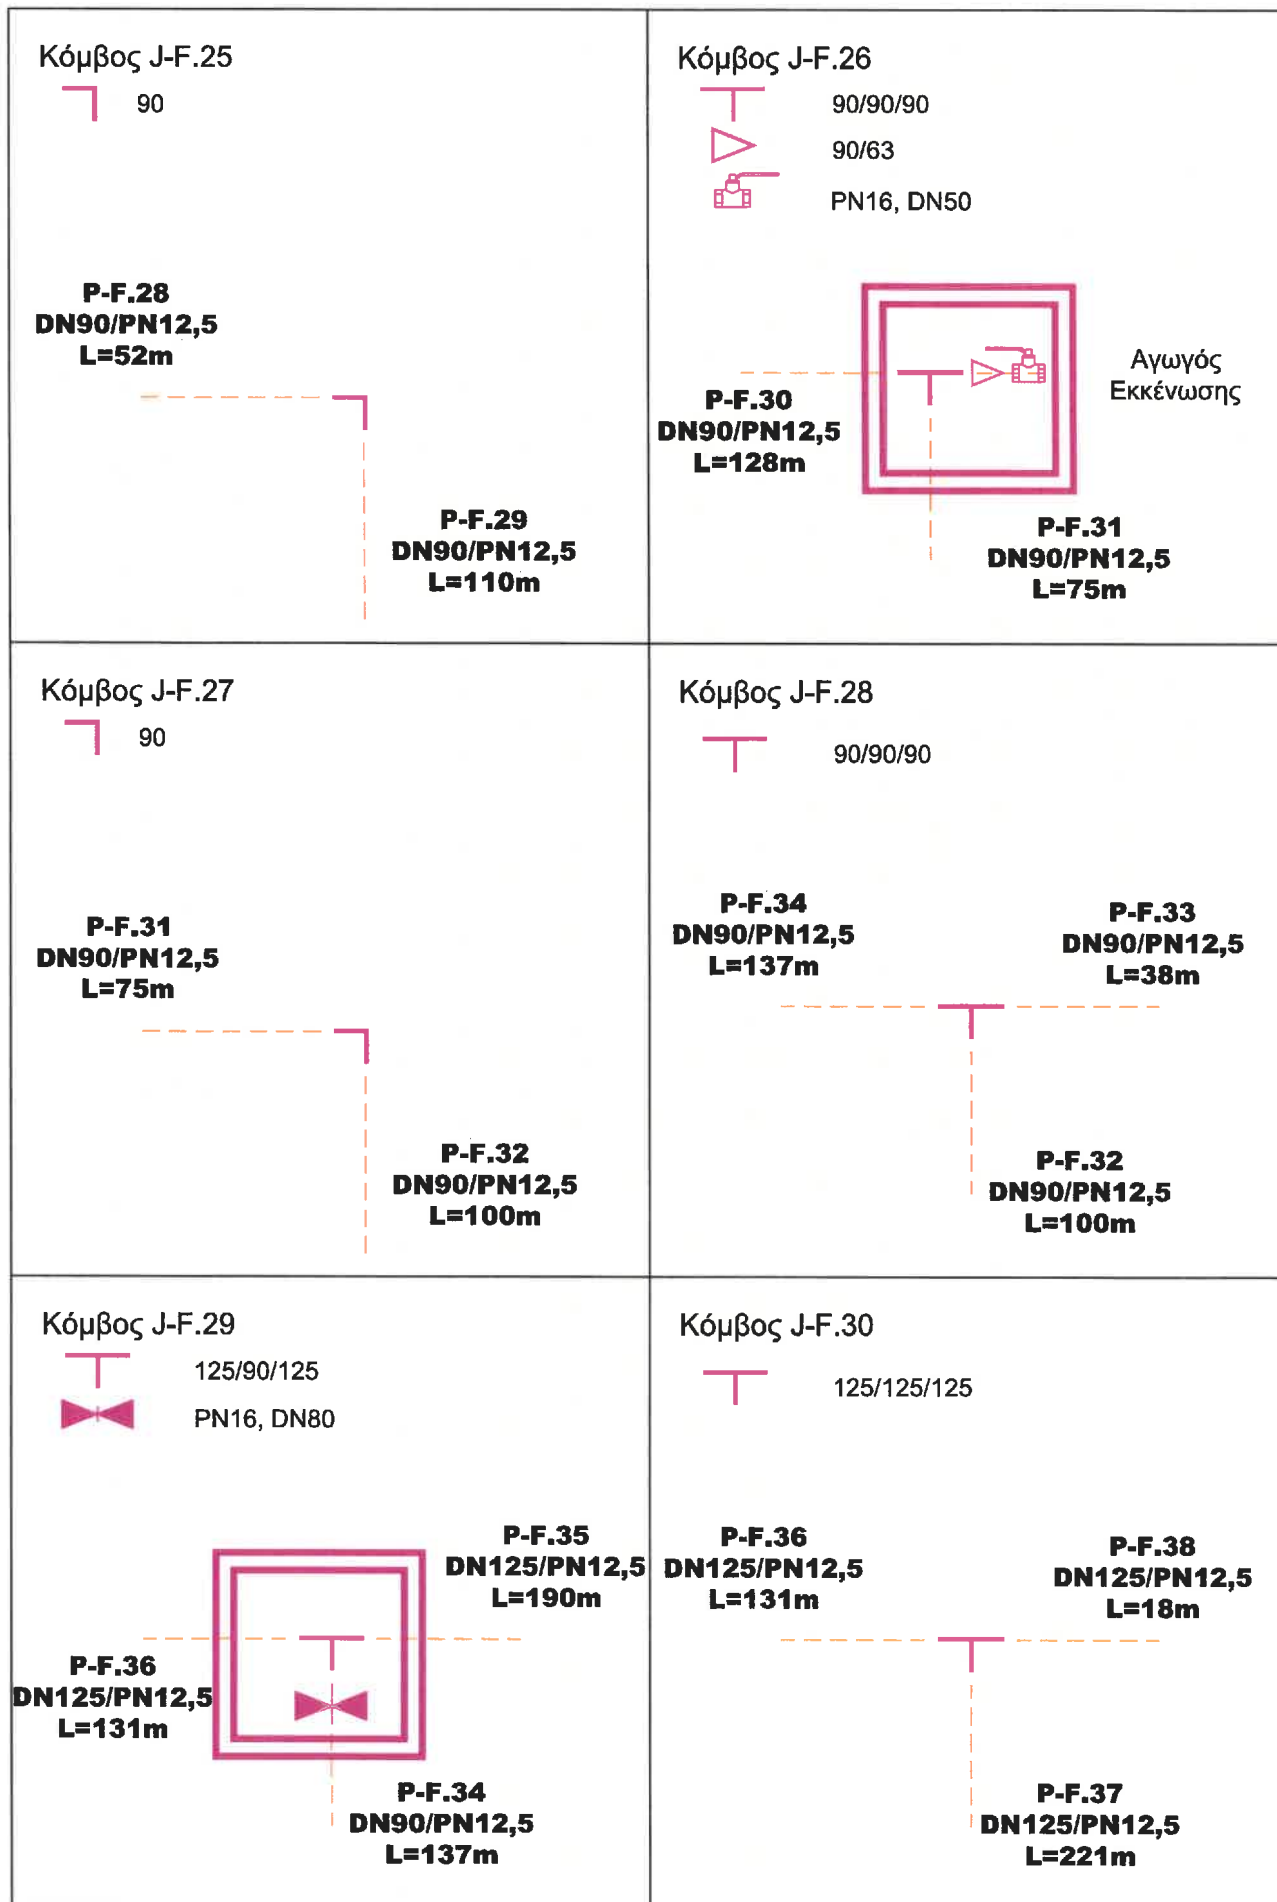 Κόμβος J-F.25
90
P-F.28
DN90/PN12,5
L=52m
P-F.29
DN90/PN12,5
L=110m
Κόμβος J-F.26
90/90/90
90/63
PN16, DN50
P-F.30
DN90/PN12,5
L=128m
Αγωγός
Εκκένωσης
P-F.31
DN90/PN12,5
L=75m
Κόμβος J-F.27
90
P-F.31
DN90/PN12,5
L=75m
P-F.32
DN90/PN12,5
L=100m
Κόμβος J-F.28
90/90/90
P-F.34
DN90/PN12,5
L=137m
P-F.33
DN90/PN12,5
L=38m
P-F.32
DN90/PN12,5
L=100m
Κόμβος J-F.29
125/90/125
PN16, DN80
P-F.35
DN125/PN12,5
L=190m
P-F.36
DN125/PN12,5
L=131m
P-F.34
DN90/PN12,5
L=137m
Κόμβος J-F.30
125/125/125
P-F.36
DN125/PN12,5
L=131m
P-F.38
DN125/PN12,5
L=18m
P-F.37
DN125/PN12,5
L=221m